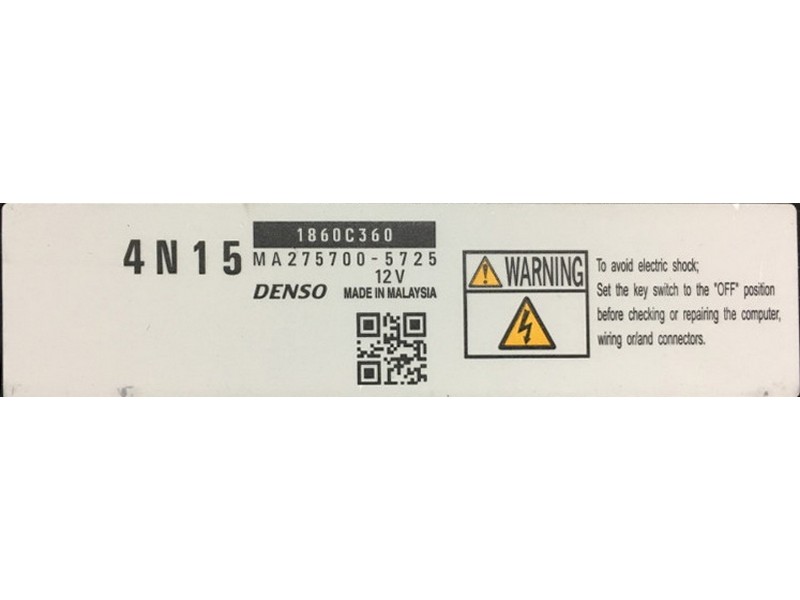 4N15
1860C360
MA275700-5725
12V
DENSO MADE IN MALAYSIA
WARNING
To avoid electric shock;
Set the key switch to the "OFF" position
before checking or repairing the computer,
wiring or/and connectors.